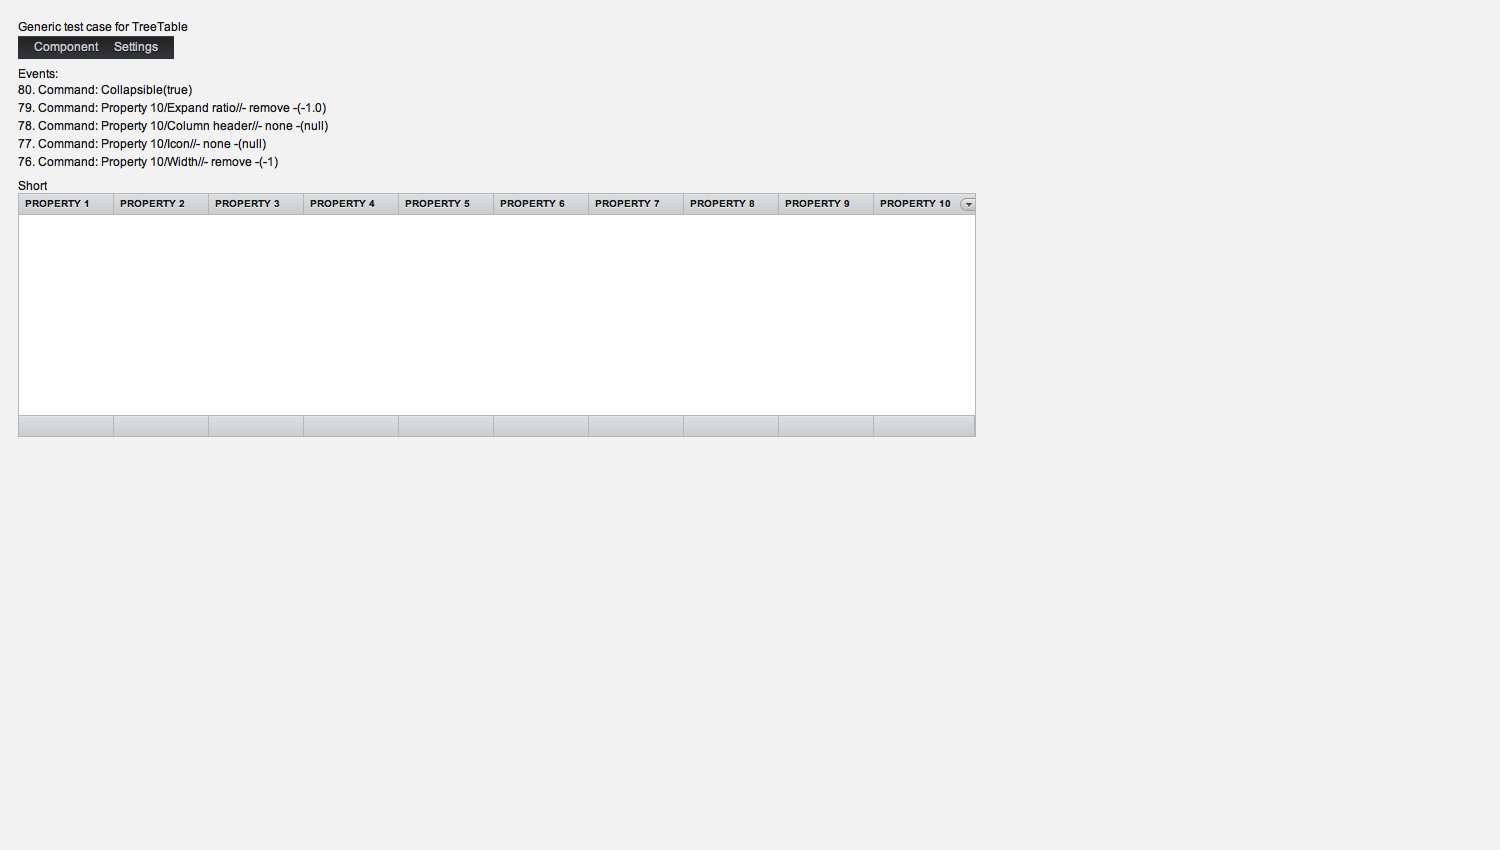 Generic test case for TreeTable
Component Settings
Events:
80. Command: Collapsible(true)
79. Command: Property 10/Expand ratio//- remove -(-1.0)
78. Command: Property 10/Column header//- none -(null)
77. Command: Property 10/Icon//- none -(null)
76. Command: Property 10/Width//- remove -(-1)
Short
PROPERTY 1 PROPERTY 2 PROPERTY 3 PROPERTY 4 PROPERTY 5 PROPERTY 6 PROPERTY 7 PROPERTY 8 PROPERTY 9 PROPERTY 10